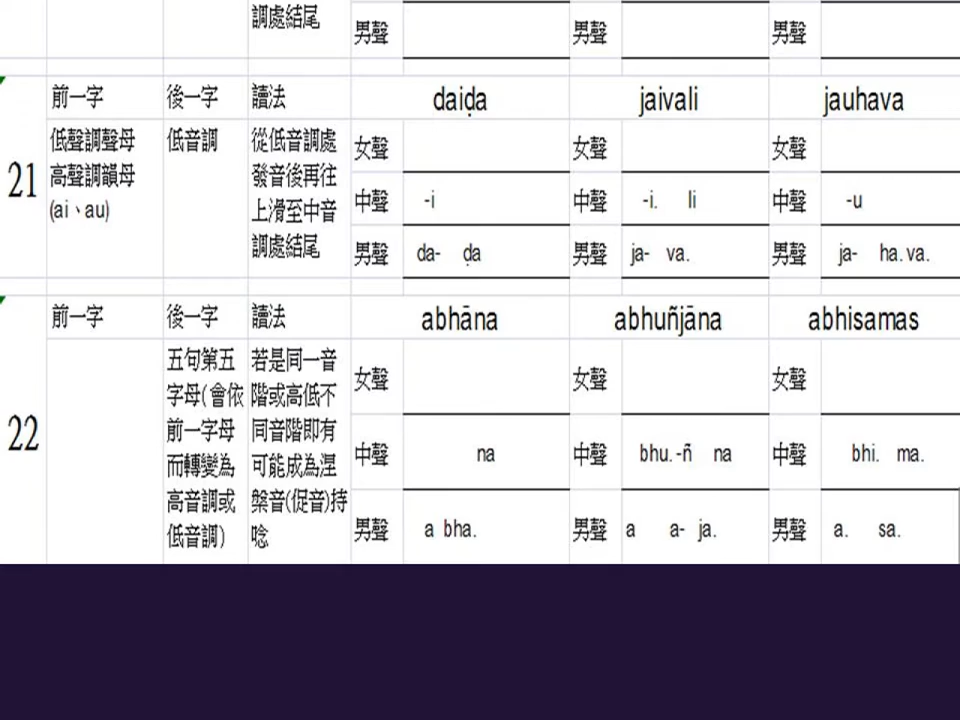 調處結尾
男聲 男聲 男聲
前一字 後一字 讀法 daiḍa jaivali jauhava
21
低聲調聲母
高聲調韻母
(ai、au)
低音調
從低音調處
發音後再往
上滑至中音
調處結尾
女聲 女聲 女聲
中聲 -i 中聲 -i. li 中聲 -u
男聲 da- ḍa 男聲 ja- va. 男聲 ja- ha.va.
前一字 後一字 讀法 abhāna abhuñjāna abhisamas
22
五句第五
字母(會依
前一字母
而轉變為
高音調或
低音調)
若是同一音
階或高低不
同音階即有
可能成為涅
槃音(促音)持
唸
女聲 女聲 女聲
中聲 na 中聲 bhu.-ñ na 中聲 bhi. ma.
男聲 a bha. 男聲 a a- ja. 男聲 a. sa.